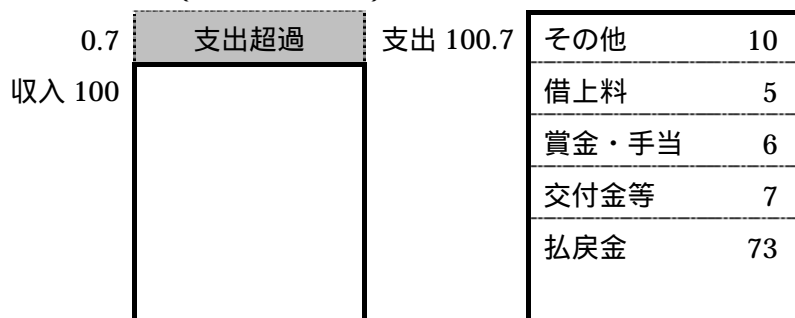 0.7 支出超過 支出 100.7 その他 10
収入 100 借上料 5
賞金・手当 6
交付金等 7
払戻金 73